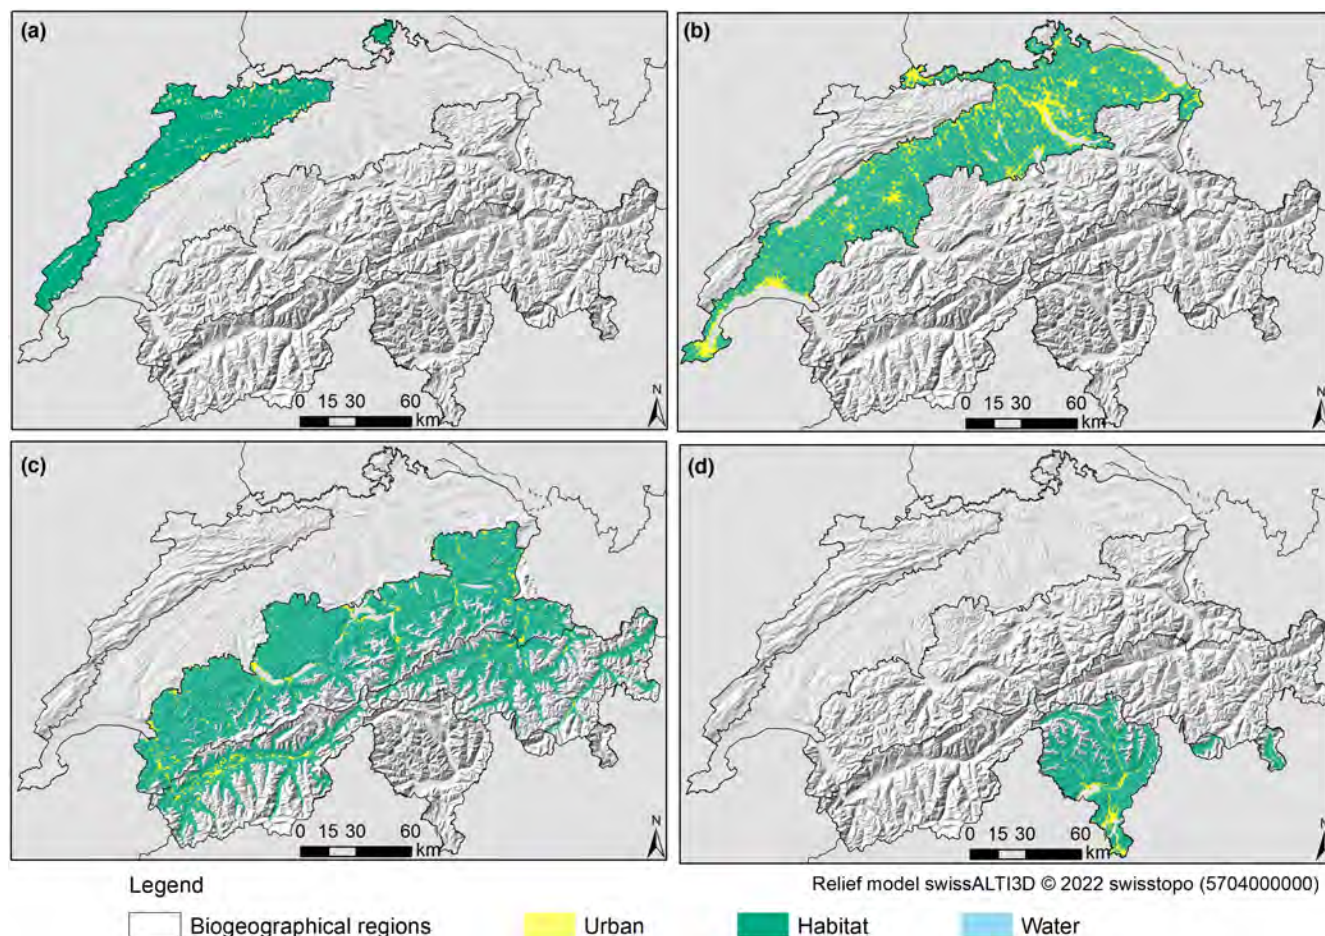 (a)
(b)
0 15 30 60
km
N
0 15 30 60
km
N
(c)
(d)
0 15 30 60
km
N
0 15 30 60
km
N
Legend
Relief model swissALTI3D © 2022 swisstopo (5704000000)
Biogeographical regions
Urban
Habitat
Water